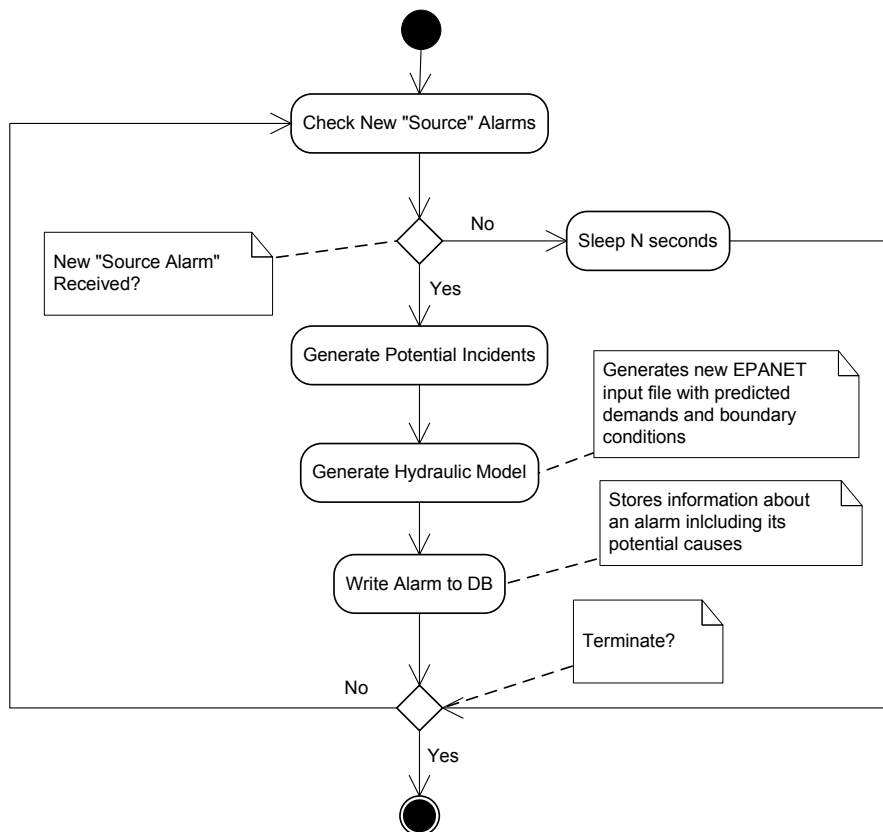 Check New "Source" Alarms
No
Sleep N seconds
New "Source Alarm"
Received?
Yes
Generate Potential Incidents
Generates new EPANET
input file with predicted
demands and boundary
conditions
Generate Hydraulic Model
Stores information about
an alarm inlcluding its
potential causes
Write Alarm to DB
Terminate?
No
Yes